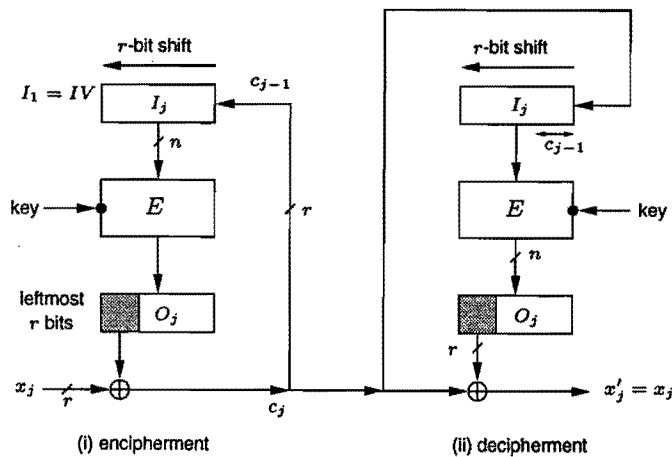 r-bit shift
I₁ = IV
Iⱼ
cⱼ₋₁
n
key
E
r
leftmost
r bits
Oⱼ
xⱼ
r
cⱼ
(i) encipherment
r-bit shift
Iⱼ
cⱼ₋₁
E
key
n
Oⱼ
r
x′ⱼ = xⱼ
(ii) decipherment